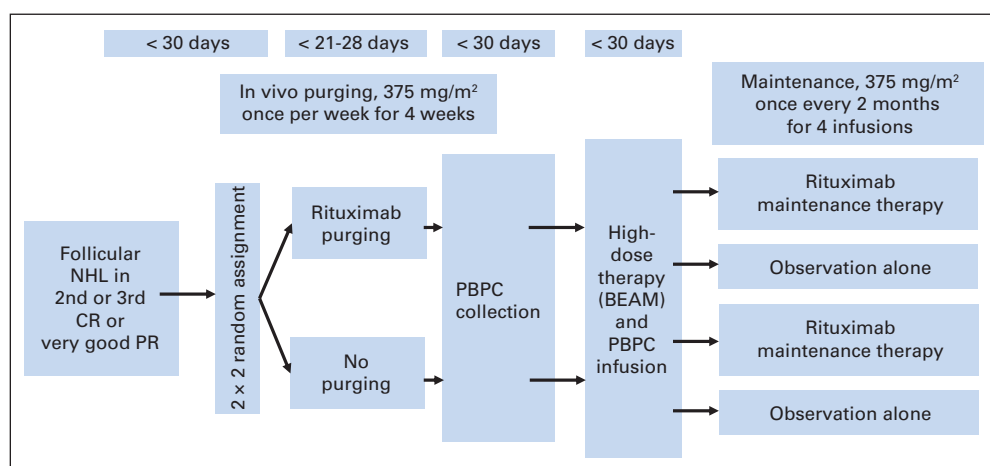 < 30 days
< 21-28 days
< 30 days
< 30 days
In vivo purging, 375 mg/m²
once per week for 4 weeks
Maintenance, 375 mg/m²
once every 2 months
for 4 infusions
Follicular
NHL in
2nd or 3rd
CR or
very good PR
2 × 2 random assignment
Rituximab
purging
No
purging
PBPC
collection
High-
dose
therapy
(BEAM)
and
PBPC
infusion
Rituximab
maintenance therapy
Observation alone
Rituximab
maintenance therapy
Observation alone